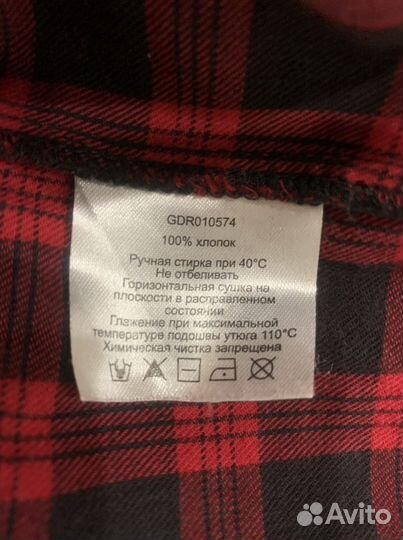 GDR010574
100% хлопок
Ручная стирка при 40°С
Не отбеливать
Горизонтальная сушка на
плоскости в расправленном
состоянии
Глажение при максимальной
температуре подошвы утюга 110°С
Химическая чистка запрещена
Avito